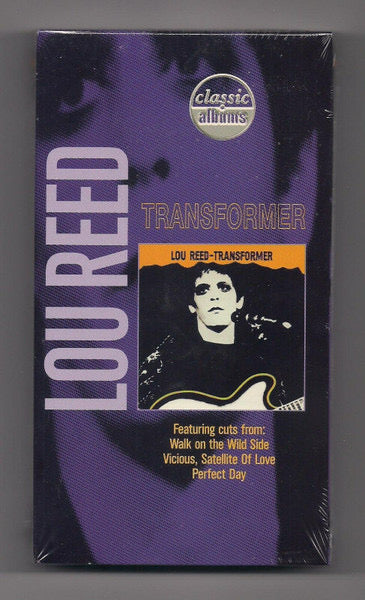 classic
albums
LOU REED
TRANSFORMER
LOU REED-TRANSFORMER
Featuring cuts from:
Walk on the Wild Side
Vicious, Satellite Of Love
Perfect Day